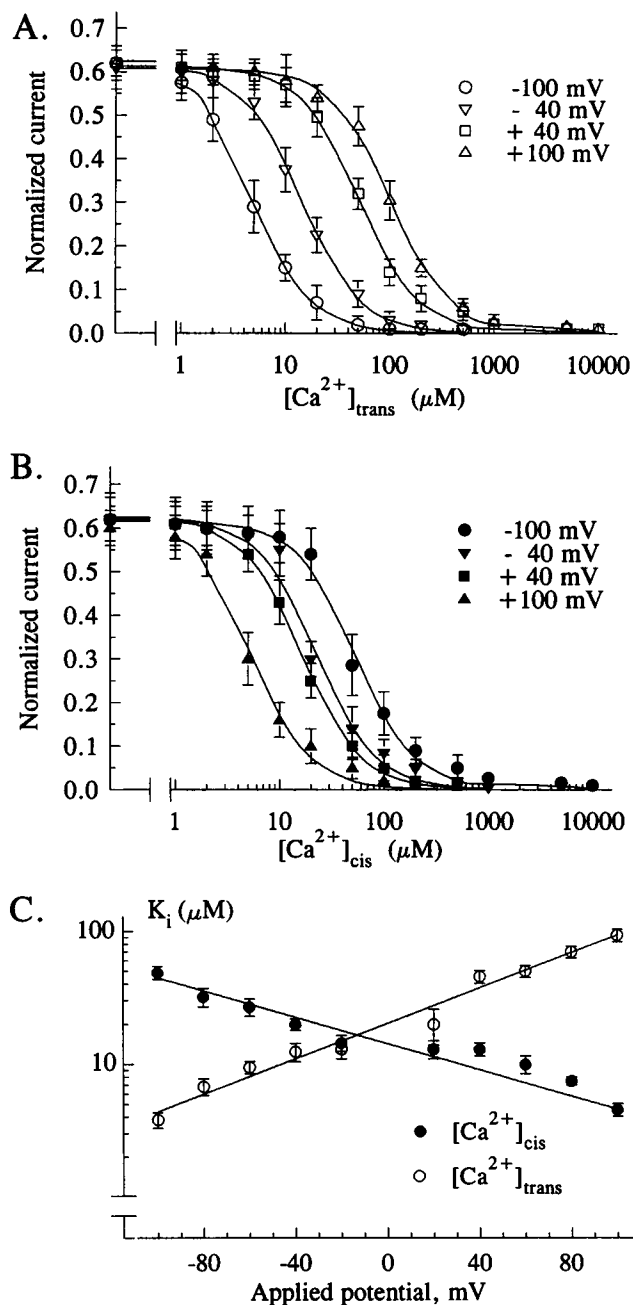 A.
0.7
0.6
0.5
0.4
0.3
0.2
0.1
0.0
Normalized current
-100 mV
- 40 mV
+ 40 mV
+100 mV
1 10 100 1000 10000
[Ca²⁺]trans (μM)
B.
0.7
0.6
0.5
0.4
0.3
0.2
0.1
0.0
Normalized current
-100 mV
- 40 mV
+ 40 mV
+100 mV
1 10 100 1000 10000
[Ca²⁺]cis (μM)
C.
Ki (μM)
100
10
[Ca²⁺]cis
[Ca²⁺]trans
-80 -40 0 40 80
Applied potential, mV